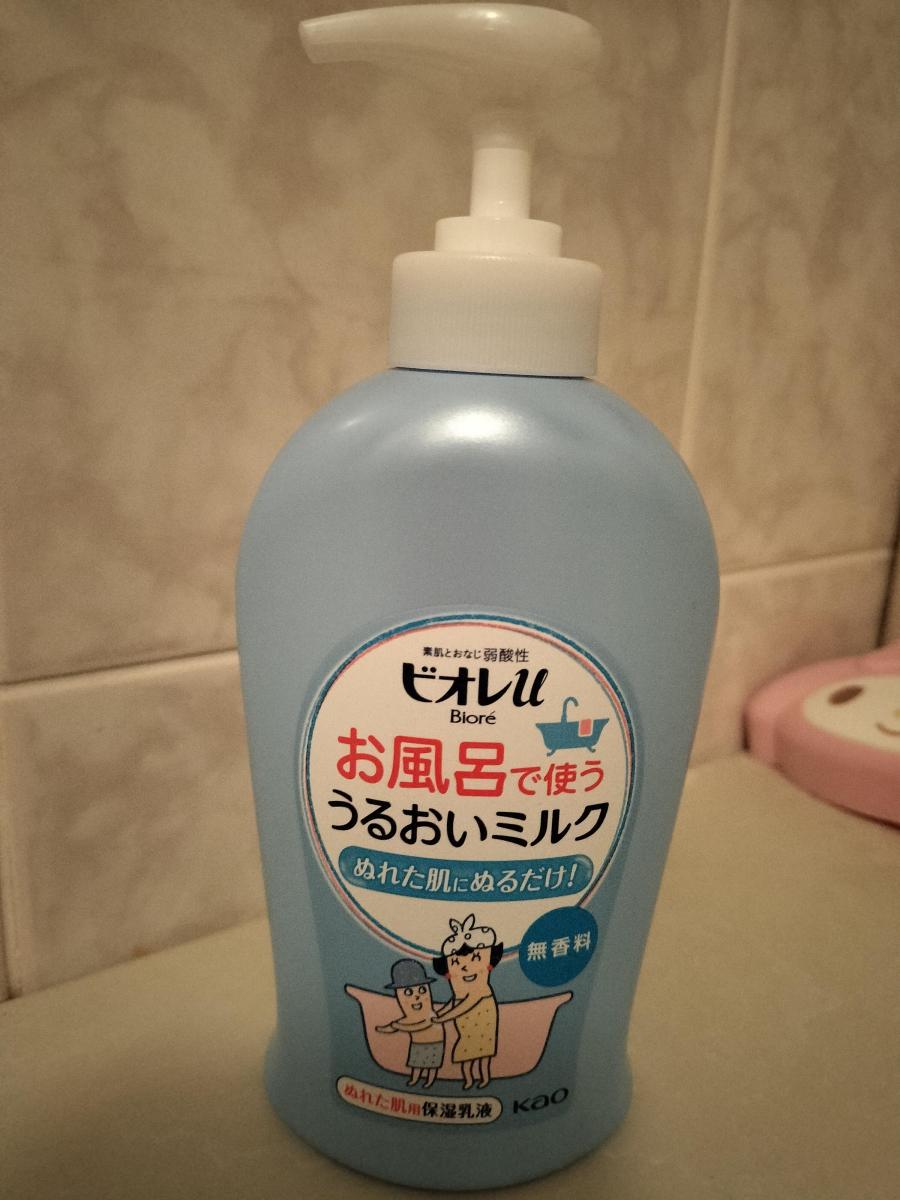 素肌とおなじ弱酸性
ビオレu
Bioré
お風呂で使う
うるおいミルク
ぬれた肌にぬるだけ!
無香料
ぬれた肌用保湿乳液
Kao